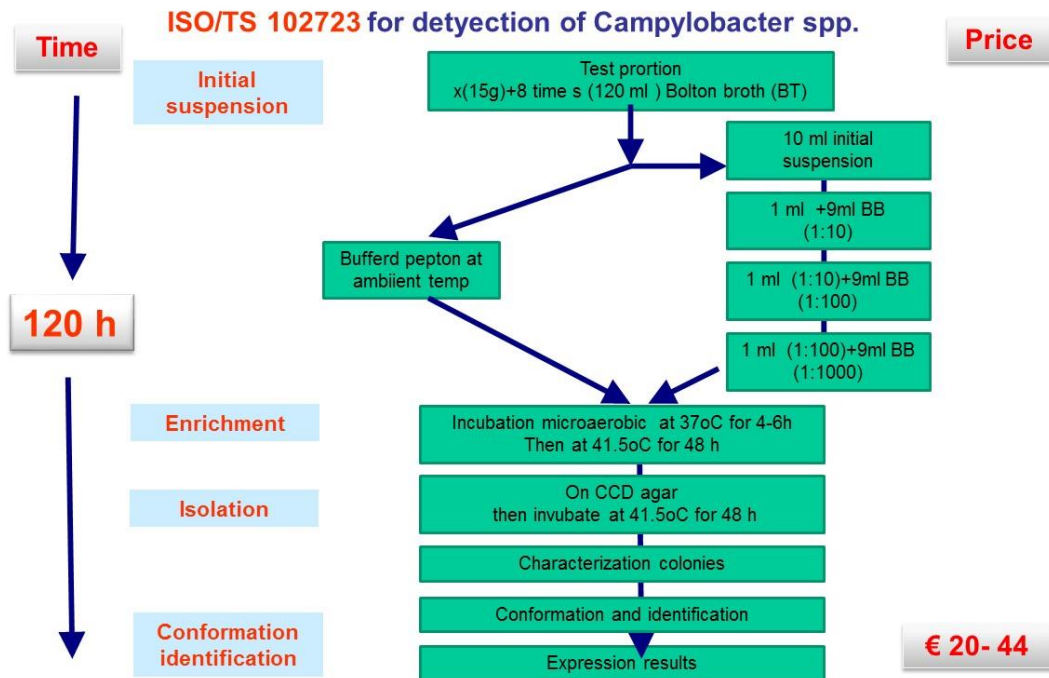 ISO/TS 102723 for detyection of Campylobacter spp.
Time
Price
Initial
suspension
Test prortion
x(15g)+8 time s (120 ml ) Bolton broth (BT)
10 ml initial
suspension
1 ml +9ml BB
(1:10)
Bufferd pepton at
ambiient temp
1 ml (1:10)+9ml BB
(1:100)
120 h
1 ml (1:100)+9ml BB
(1:1000)
Enrichment
Incubation microaerobic at 37oC for 4-6h
Then at 41.5oC for 48 h
Isolation
On CCD agar
then invubate at 41.5oC for 48 h
Characterization colonies
Conformation
identification
Conformation and identification
Expression results
€ 20- 44